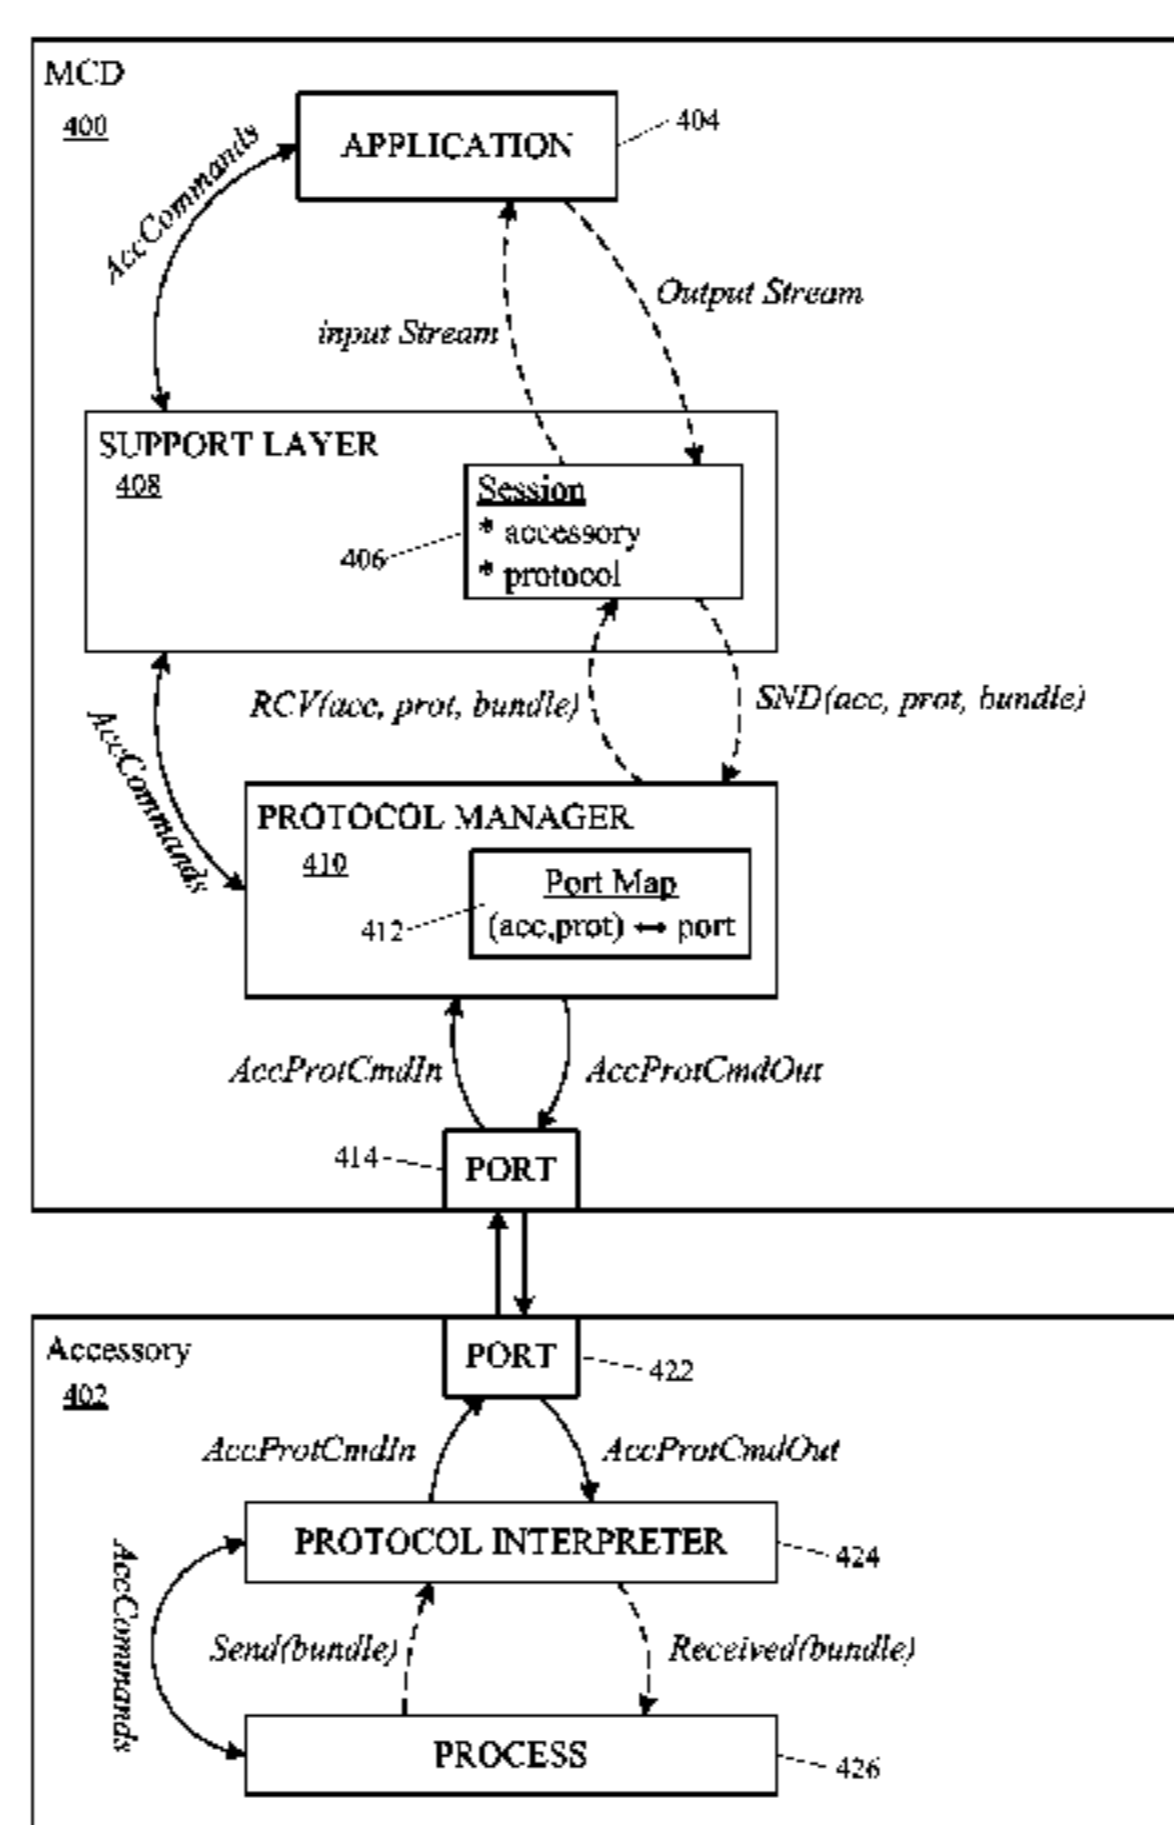 MCD
400
APPLICATION
404
AccCommands
Output Stream
input Stream
SUPPORT LAYER
408
Session
* accessory
406
* protocol
RCV(acc, prot, bundle)
SND(acc, prot, bundle)
AccCommands
PROTOCOL MANAGER
410
Port Map
412
(acc,prot) ↔ port
AccProtCmdIn
AccProtCmdOut
414
PORT
Accessory
PORT
422
402
AccProtCmdIn
AccProtCmdOut
PROTOCOL INTERPRETER
424
AccCommands
Send(bundle)
Received(bundle)
PROCESS
426